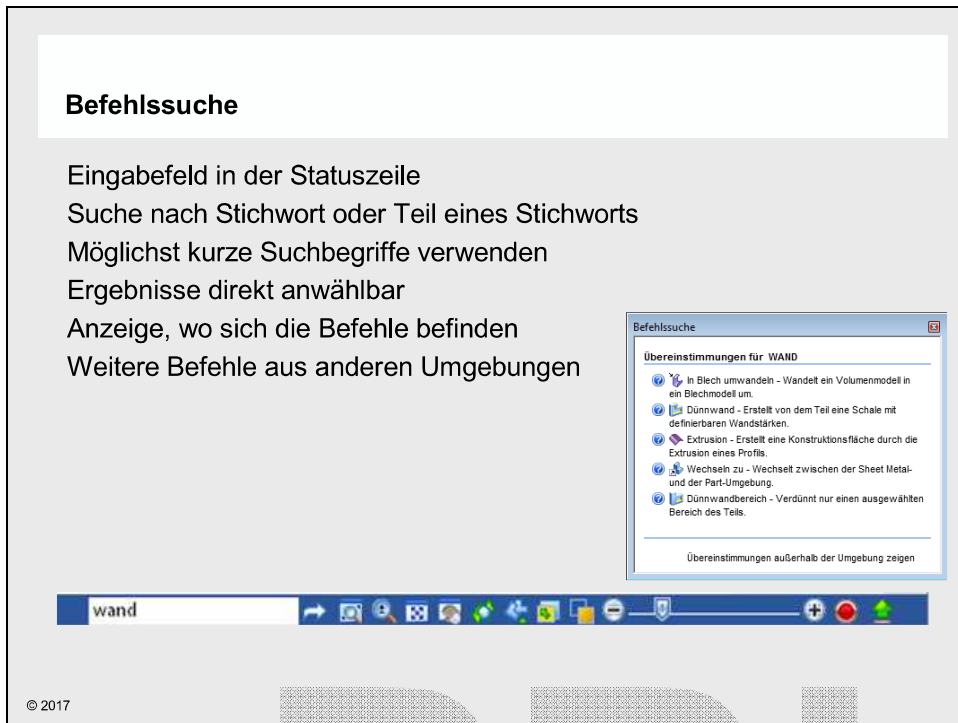 Befehlssuche
Eingabefeld in der Statuszeile
Suche nach Stichwort oder Teil eines Stichworts
Möglichst kurze Suchbegriffe verwenden
Ergebnisse direkt anwählbar
Anzeige, wo sich die Befehle befinden
Weitere Befehle aus anderen Umgebungen
Befehlssuche
Übereinstimmungen für WAND
In Blech umwandeln - Wandelt ein Volumenmodell in
ein Blechmodell um.
Dünnwand - Erstellt von dem Teil eine Schale mit
definierbaren Wandstärken.
Extrusion - Erstellt eine Konstruktionsfläche durch die
Extrusion eines Profils.
Wechseln zu - Wechselt zwischen der Sheet Metal-
und der Part-Umgebung.
Dünnwandbereich - Verdünnt nur einen ausgewählten
Bereich des Teils.
Übereinstimmungen außerhalb der Umgebung zeigen
wand
© 2017